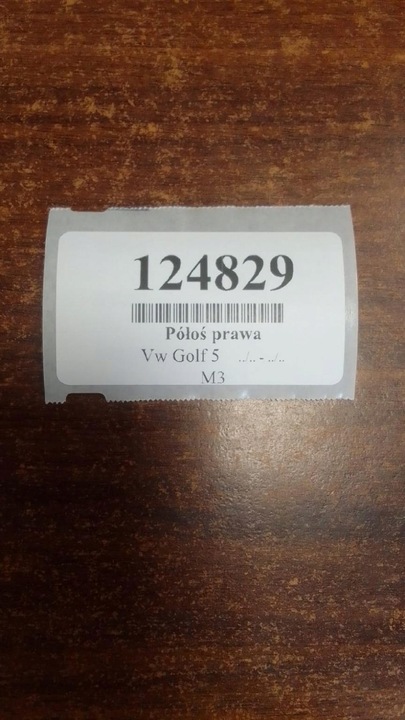 124829
Półoś prawa
Vw Golf 5 ../.. - ../..
M3